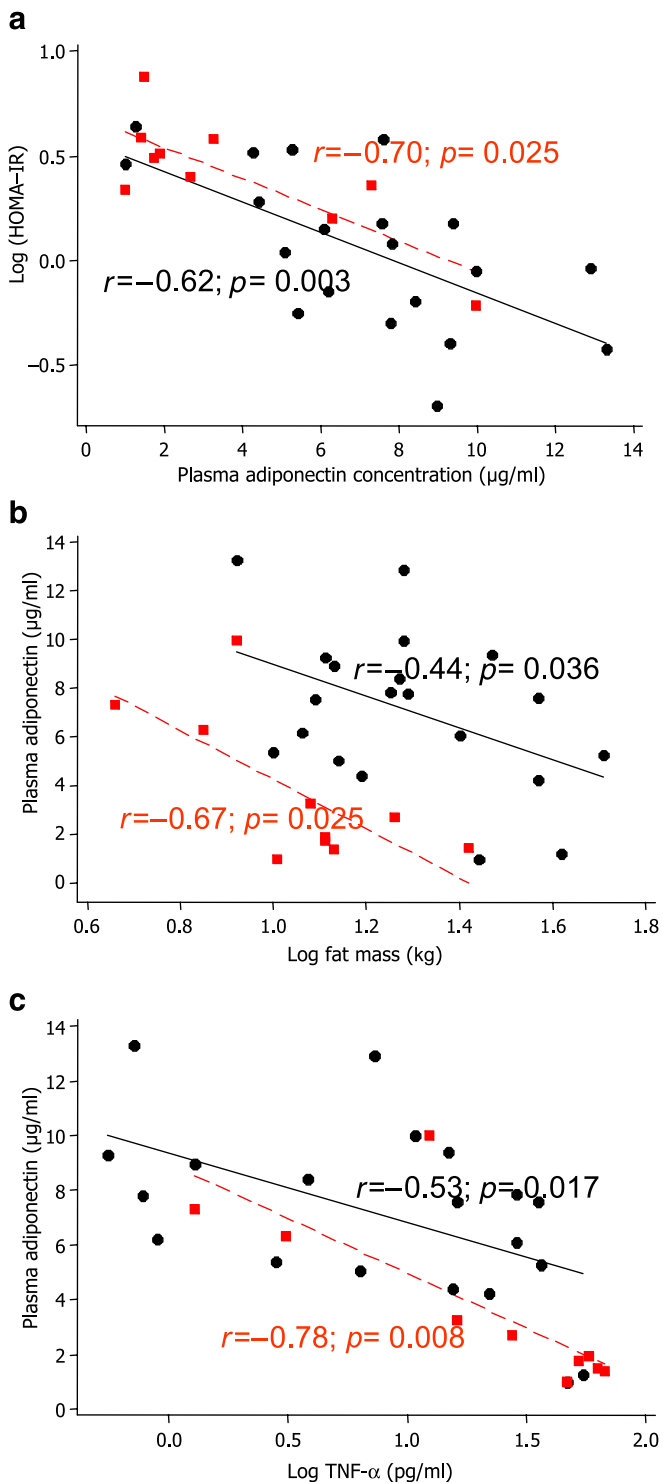 a
1.0
0.5
0.0
−0.5
Log (HOMA–IR)
r=−0.70; p= 0.025
r=−0.62; p= 0.003
0 2 4 6 8 10 12 14
Plasma adiponectin concentration (µg/ml)
b
14
12
10
8
6
4
2
0
Plasma adiponectin (µg/ml)
r=−0.44; p= 0.036
r=−0.67; p= 0.025
0.6 0.8 1.0 1.2 1.4 1.6 1.8
Log fat mass (kg)
c
14
12
10
8
6
4
2
0
Plasma adiponectin (µg/ml)
r=−0.53; p= 0.017
r=−0.78; p= 0.008
0.0 0.5 1.0 1.5 2.0
Log TNF-α (pg/ml)